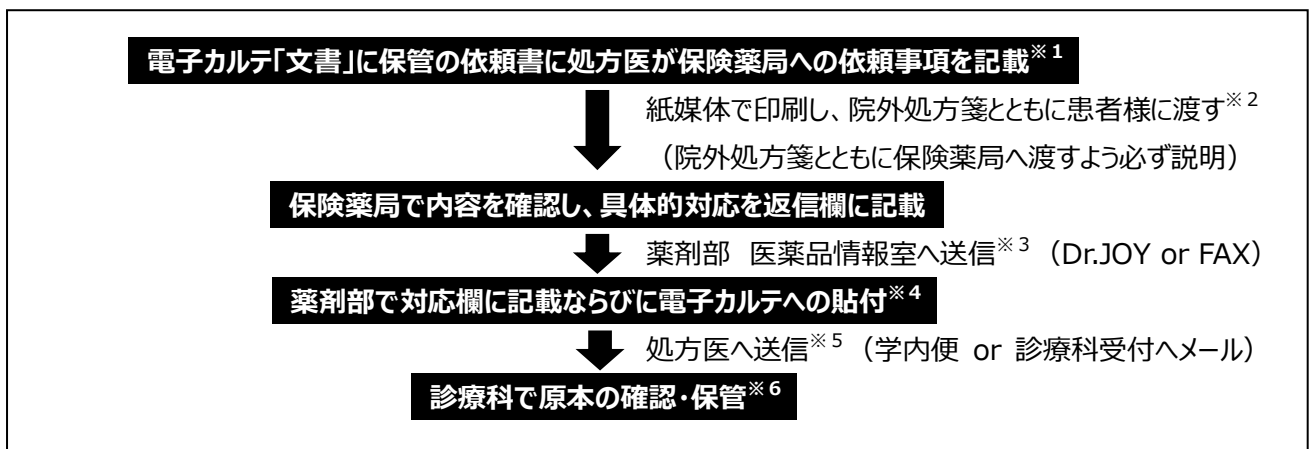 電子カルテ「文書」に保管の依頼書に処方医が保険薬局への依頼事項を記載※1
紙媒体で印刷し、院外処方箋とともに患者様に渡す※2
（院外処方箋とともに保険薬局へ渡すよう必ず説明）
保険薬局で内容を確認し、具体的対応を返信欄に記載
薬剤部 医薬品情報室へ送信※3（Dr.JOY or FAX）
薬剤部で対応欄に記載ならびに電子カルテへの貼付※4
処方医へ送信※5（学内便 or 診療科受付へメール）
診療科で原本の確認・保管※6